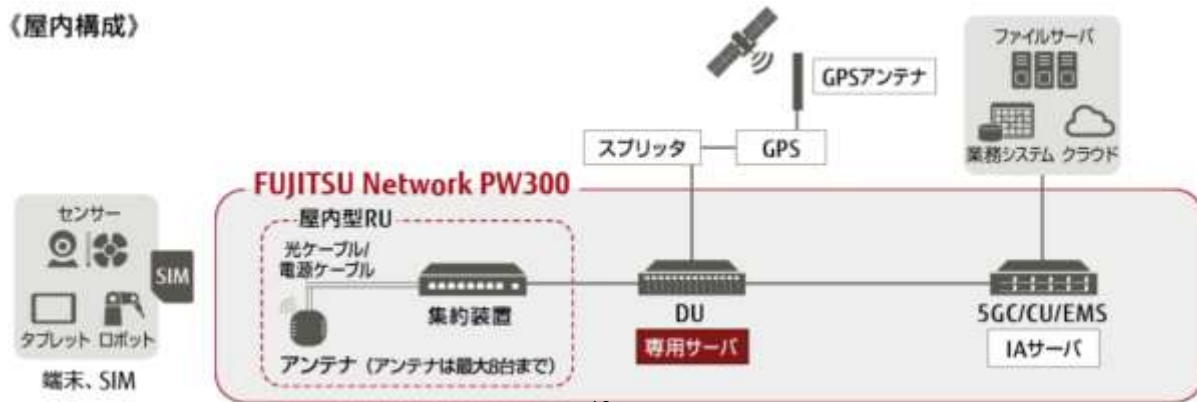 《屋内構成》
ファイルサーバ
GPSアンテナ
スプリッタ
GPS
業務システム クラウド
FUJITSU Network PW300
センサー
屋内型RU
光ケーブル/
電源ケーブル
SIM
集約装置
DU
5GC/CU/EMS
タブレット ロボット
専用サーバ
IAサーバ
アンテナ（アンテナは最大8台まで）
端末、SIM